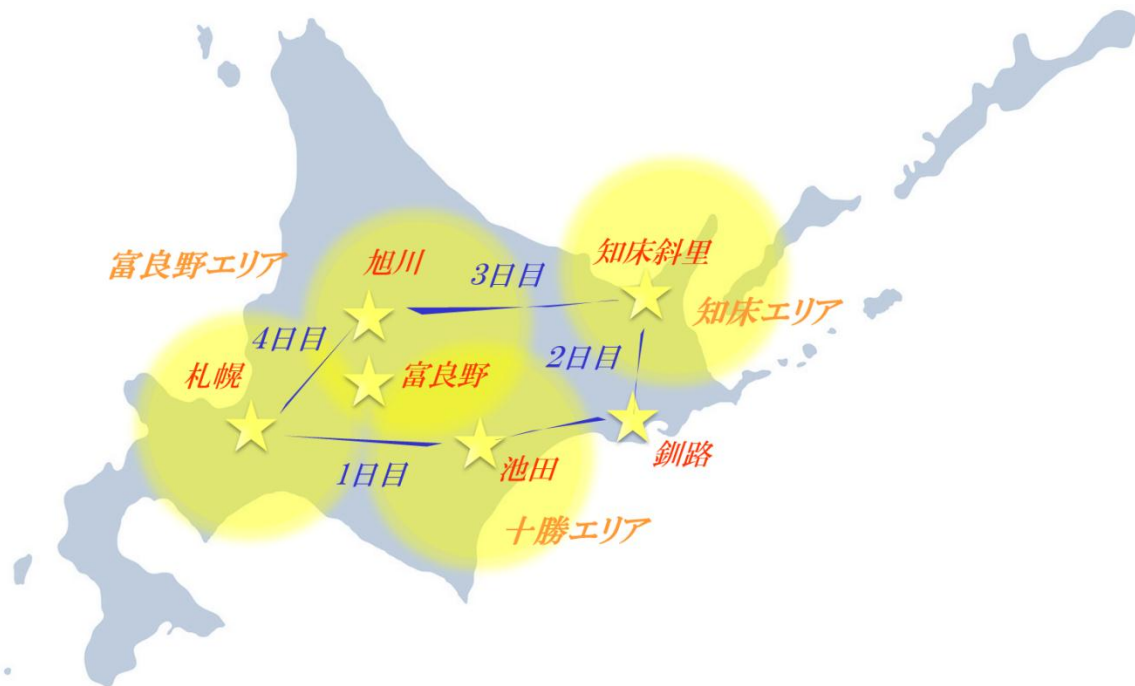 知床斜里
旭川
富良野エリア
3日目
知床エリア
4日目
2日目
札幌
富良野
釧路
1日目
池田
十勝エリア